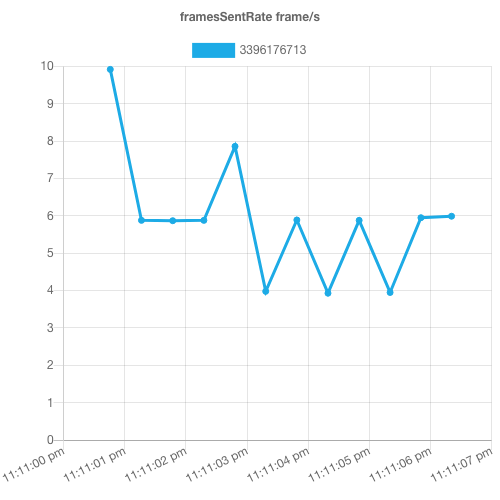 framesSentRate frame/s
3396176713
10
9
8
7
6
5
4
3
2
1
0
11:11:00 pm
11:11:01 pm
11:11:02 pm
11:11:03 pm
11:11:04 pm
11:11:05 pm
11:11:06 pm
11:11:07 pm